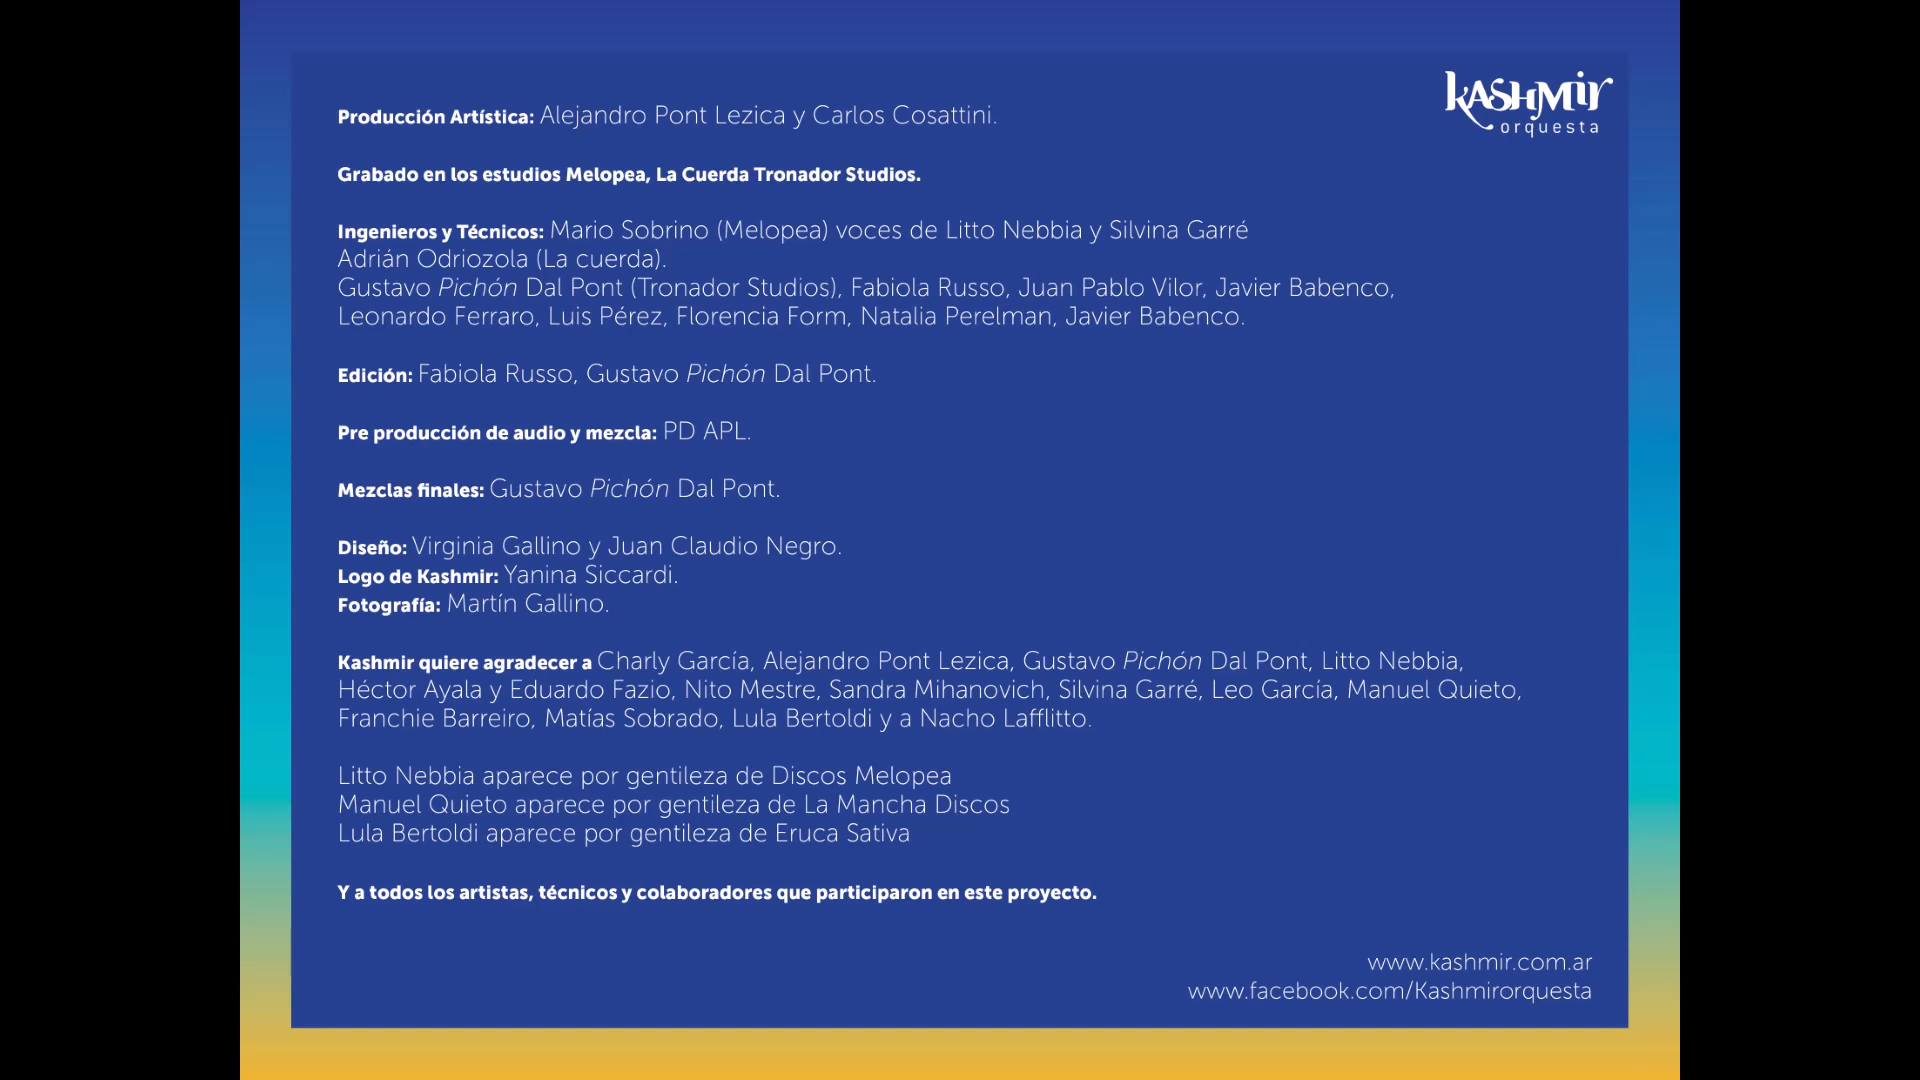 Kashmir
orquesta
Producción Artística: Alejandro Pont Lezica y Carlos Cosattini.
Grabado en los estudios Melopea, La Cuerda Tronador Studios.
Ingenieros y Técnicos: Mario Sobrino (Melopea) voces de Litto Nebbia y Silvina Garré
Adrián Odriozola (La cuerda).
Gustavo Pichón Dal Pont (Tronador Studios), Fabiola Russo, Juan Pablo Vilor, Javier Babenco,
Leonardo Ferraro, Luis Pérez, Florencia Form, Natalia Perelman, Javier Babenco.
Edición: Fabiola Russo, Gustavo Pichón Dal Pont.
Pre producción de audio y mezcla: PD APL.
Mezclas finales: Gustavo Pichón Dal Pont.
Diseño: Virginia Gallino y Juan Claudio Negro.
Logo de Kashmir: Yanina Siccardi.
Fotografía: Martín Gallino.
Kashmir quiere agradecer a Charly García, Alejandro Pont Lezica, Gustavo Pichón Dal Pont, Litto Nebbia,
Héctor Ayala y Eduardo Fazio, Nito Mestre, Sandra Mihanovich, Silvina Garré, Leo García, Manuel Quieto,
Franchie Barreiro, Matías Sobrado, Lula Bertoldi y a Nacho Lafflitto.
Litto Nebbia aparece por gentileza de Discos Melopea
Manuel Quieto aparece por gentileza de La Mancha Discos
Lula Bertoldi aparece por gentileza de Eruca Sativa
Y a todos los artistas, técnicos y colaboradores que participaron en este proyecto.
www.kashmir.com.ar
www.facebook.com/Kashmirorquesta